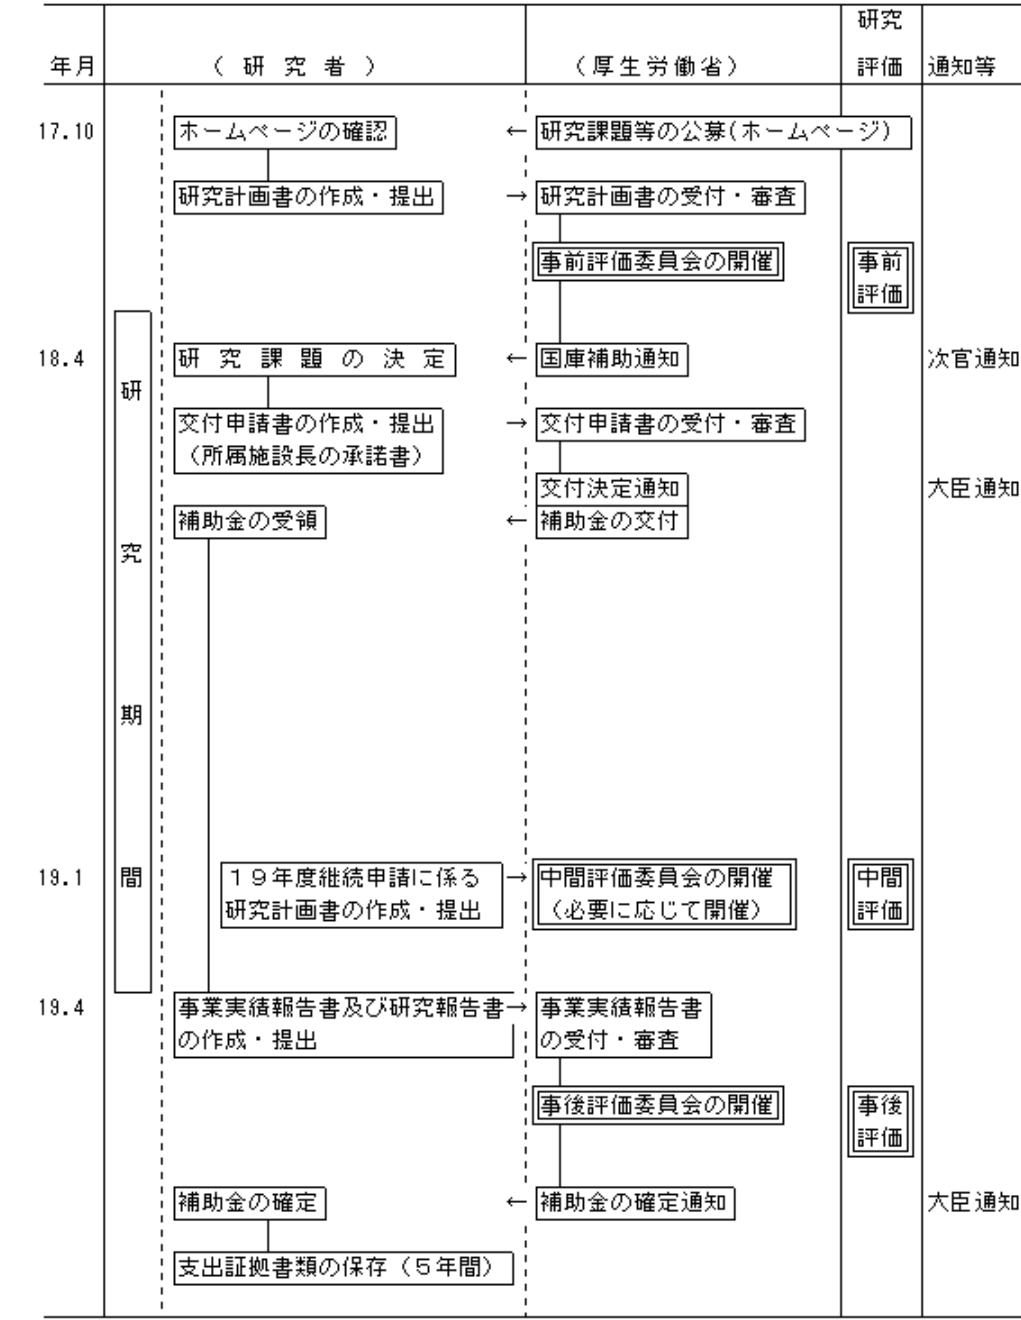 研究
年月 （ 研 究 者 ） （厚生労働省） 評価 通知等
17.10 ホームページの確認 ← 研究課題等の公募(ホームページ)
研究計画書の作成・提出 → 研究計画書の受付・審査
事前評価委員会の開催 事前
評価
18.4 研 究 課 題 の 決 定 ← 国庫補助通知 次官通知
研
交付申請書の作成・提出 → 交付申請書の受付・審査
（所属施設長の承諾書）
交付決定通知 大臣通知
補助金の受領 ← 補助金の交付
究
期
19.1 間 １９年度継続申請に係る → 中間評価委員会の開催 中間
研究計画書の作成・提出 （必要に応じて開催） 評価
19.4 事業実績報告書及び研究報告書 → 事業実績報告書
の作成・提出 の受付・審査
事後評価委員会の開催 事後
評価
補助金の確定 ← 補助金の確定通知 大臣通知
支出証拠書類の保存（５年間）